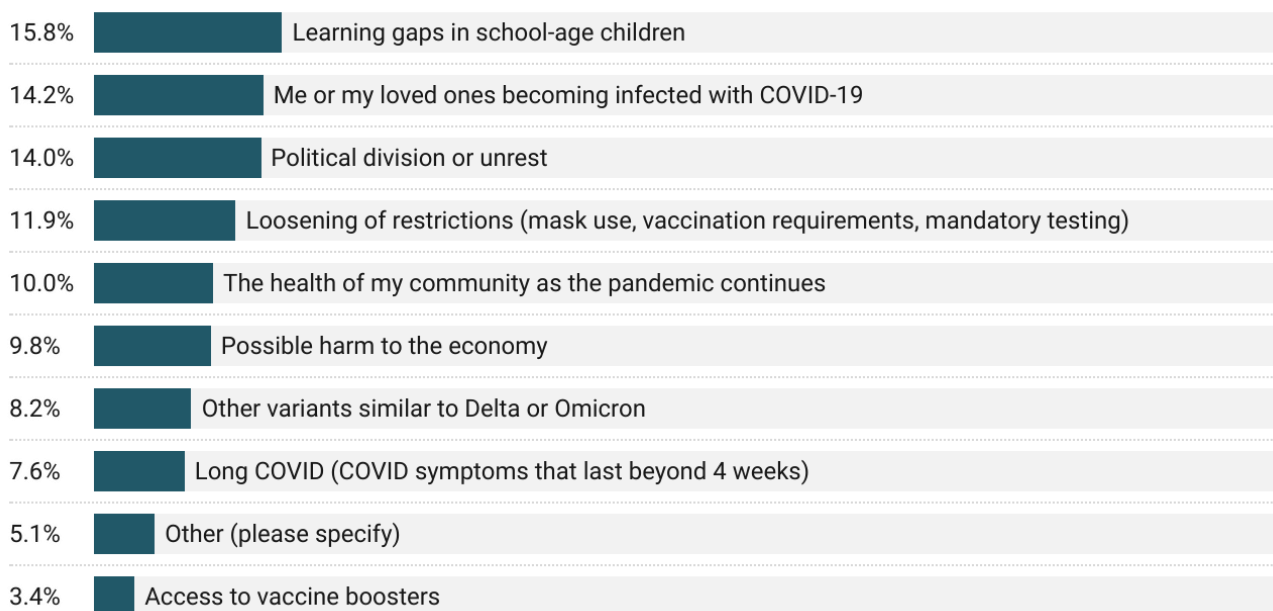 15.8% Learning gaps in school-age children
14.2% Me or my loved ones becoming infected with COVID-19
14.0% Political division or unrest
11.9% Loosening of restrictions (mask use, vaccination requirements, mandatory testing)
10.0% The health of my community as the pandemic continues
9.8% Possible harm to the economy
8.2% Other variants similar to Delta or Omicron
7.6% Long COVID (COVID symptoms that last beyond 4 weeks)
5.1% Other (please specify)
3.4% Access to vaccine boosters